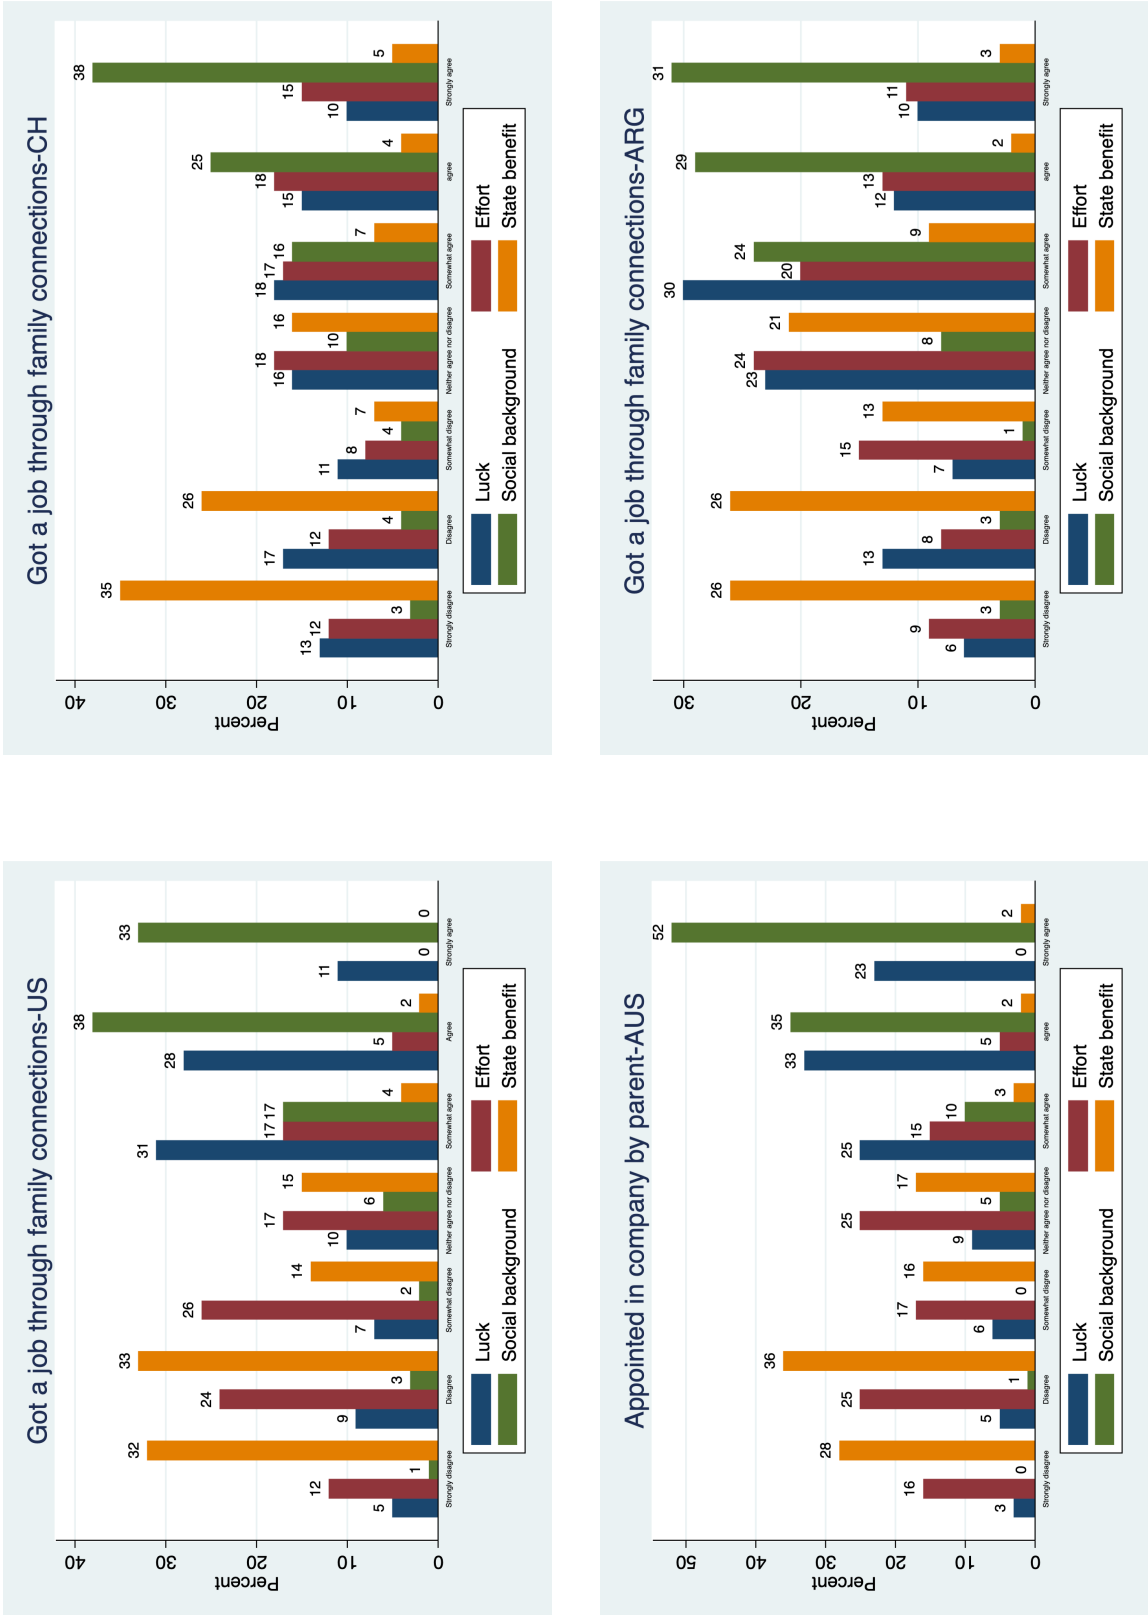 Got a job through family connections-US
Percent
40
30
20
10
0
5 12 1 32
9 24 3 33
7 26 2 14
10 17 6 15
31 17 17 4
28 5 38 2
11 0 33 0
Strongly disagree Disagree Somewhat disagree Neither agree nor disagree Somewhat agree Agree Strongly agree
Luck Effort
Social background State benefit
Got a job through family connections-CH
Percent
40
30
20
10
0
13 12 3 35
17 12 4 26
11 8 4 7
16 18 10 16
18 17 16 7
15 18 25 4
10 15 38 5
Strongly disagree Disagree Somewhat disgree Neither agree nor disagree Somewhat agree agree Strongly agree
Luck Effort
Social background State benefit
Appointed in company by parent-AUS
Percent
50
40
30
20
10
0
3 16 0 28
5 25 1 36
6 17 0 16
9 25 5 17
25 15 10 3
33 5 35 2
23 0 52 2
Strongly disagree Disagree Somewhat disgree Neither agree nor disagree Somewhat agree agree Strongly agree
Luck Effort
Social background State benefit
Got a job through family connections-ARG
Percent
30
20
10
0
6 9 3 26
13 8 3 26
7 15 1 13
23 24 8 21
30 20 24 9
12 13 29 2
10 11 31 3
Strongly disagree Disagree Somewhat disgree Neither agree nor disagree Somewhat agree agree Strongly agree
Luck Effort
Social background State benefit